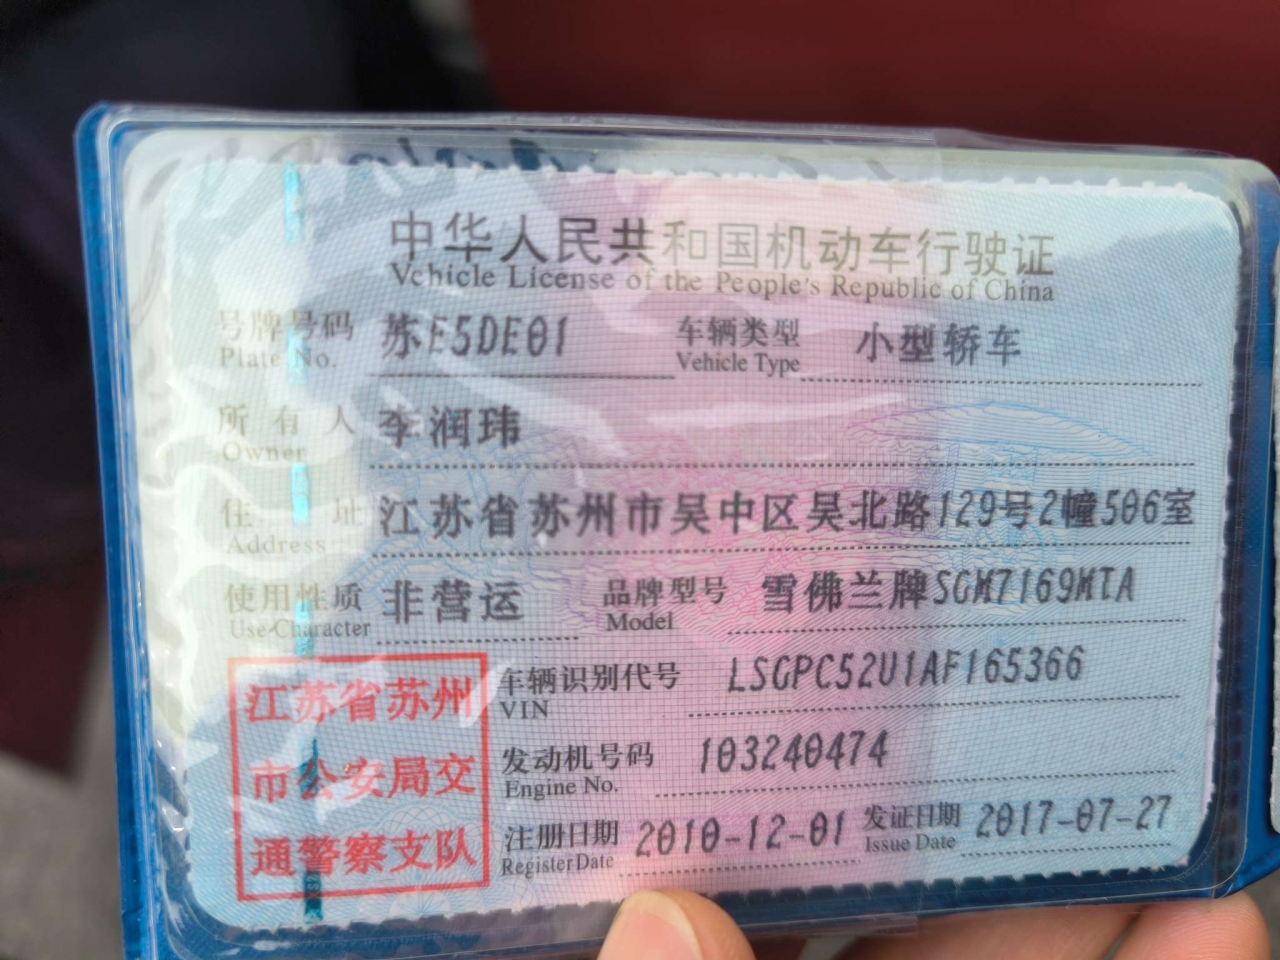 中华人民共和国机动车行驶证
Vehicle License of the People's Republic of China
号牌号码 苏E5DE01 车辆类型 小型轿车
Plate No. Vehicle Type
所有人 李润玮
Owner
住址 江苏省苏州市吴中区吴北路129号2幢506室
Address
使用性质 非营运 品牌型号 雪佛兰牌SGM7169MTA
Use Character Model
江苏省苏州
市公安局交
通警察支队
车辆识别代号 LSGPC52U1AF165366
VIN
发动机号码 103240474
Engine No.
注册日期 2010-12-01 发证日期 2017-07-27
Register Date Issue Date